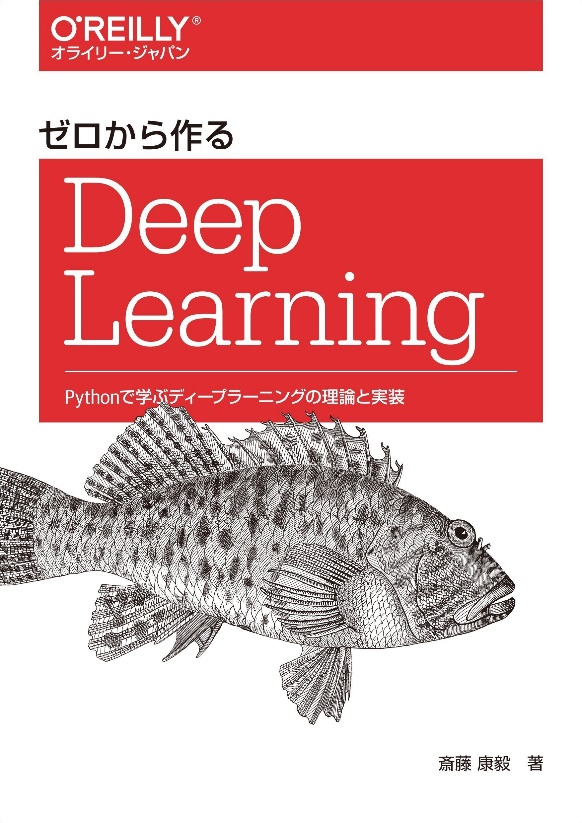 O'REILLY®
オライリー・ジャパン
ゼロから作る
Deep
Learning
Pythonで学ぶディープラーニングの理論と実装
斎藤 康毅　著